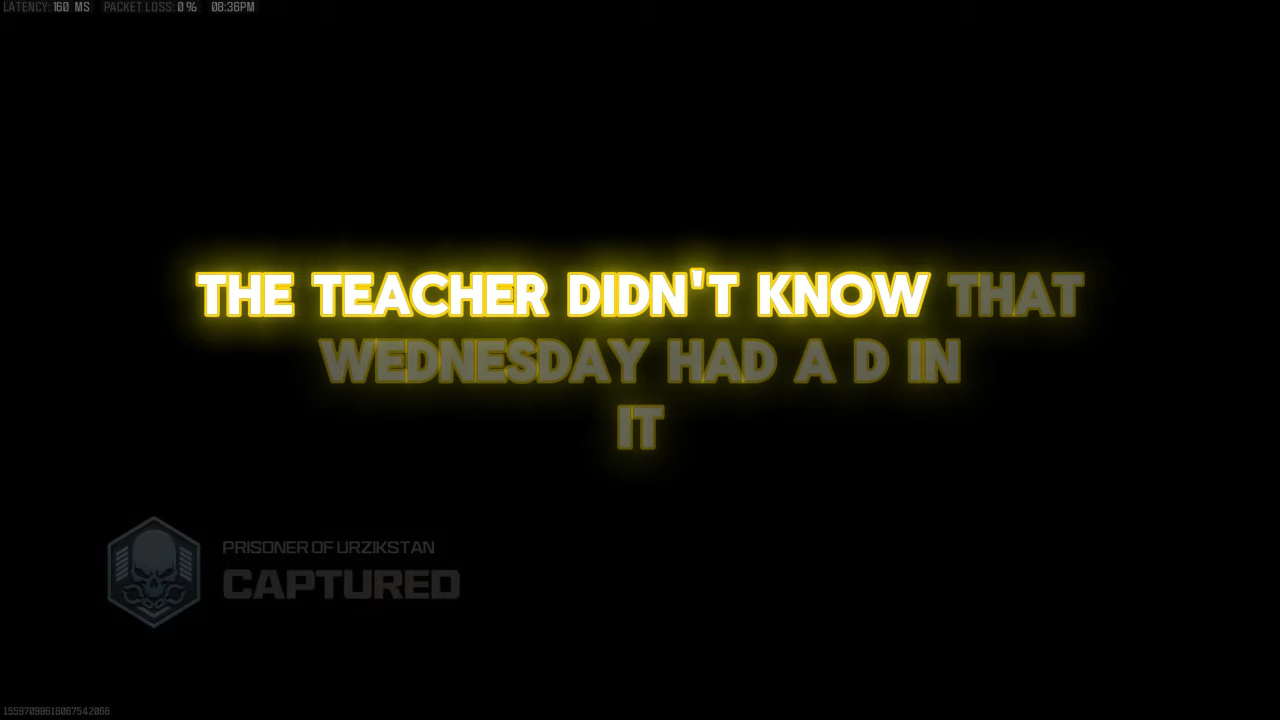 LATENCY: 160 MS PACKET LOSS: 0 % 08:36PM
THE TEACHER DIDN'T KNOW THAT
WEDNESDAY HAD A D IN
IT
PRISONER OF URZIKSTAN
CAPTURED
15597098616067542066